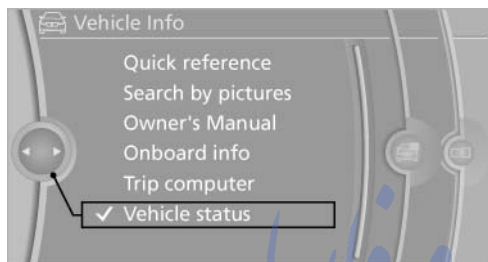 Vehicle Info
Quick reference
Search by pictures
Owner's Manual
Onboard info
Trip computer
✓ Vehicle status